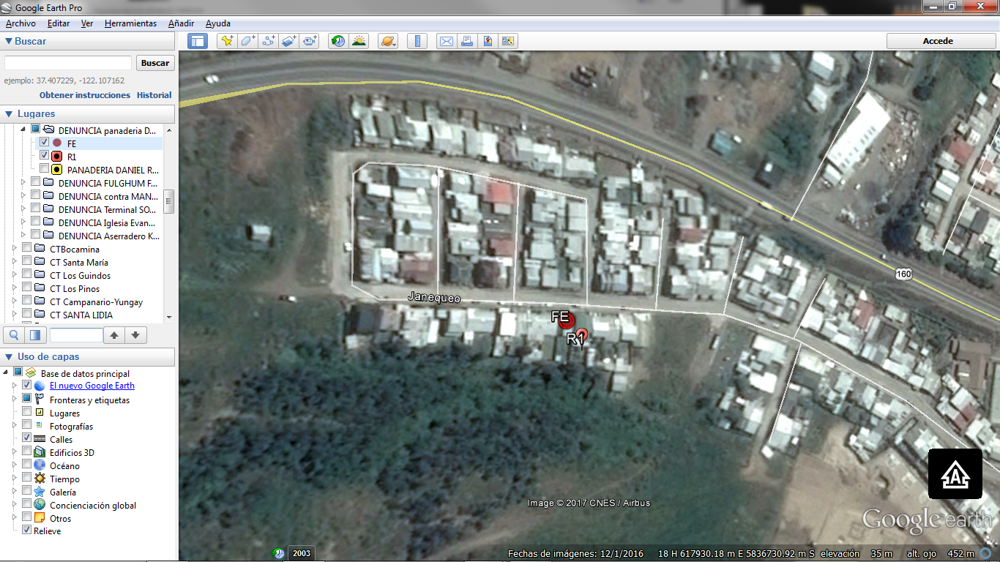 Google Earth Pro
Archivo Editar Ver Herramientas Añadir Ayuda
Buscar
Accede
Buscar
ejemplo: 37.407229, -122.107162
Obtener instrucciones Historial
Lugares
DENUNCIA panaderia D...
FE
R1
PANADERIA DANIEL R...
DENUNCIA FULGHUM F...
DENUNCIA contra MAN...
DENUNCIA Terminal SO...
DENUNCIA Iglesia Evan...
DENUNCIA Aserradero K...
CTBocamina
CT Santa María
CT Los Guindos
CT Los Pinos
CT Campanario-Yungay
CT SANTA LIDIA
Uso de capas
Base de datos principal
El nuevo Google Earth
Fronteras y etiquetas
Lugares
Fotografías
Calles
Edificios 3D
Océano
Tiempo
Galería
Concienciación global
Otros
Relieve
160
Janequeo
FE
R1
A
Image © 2017 CNES / Airbus
Google earth
2003
Fechas de imágenes: 12/1/2016 18 H 617930.18 m E 5836730.92 m S elevación 35 m alt. ojo 452 m